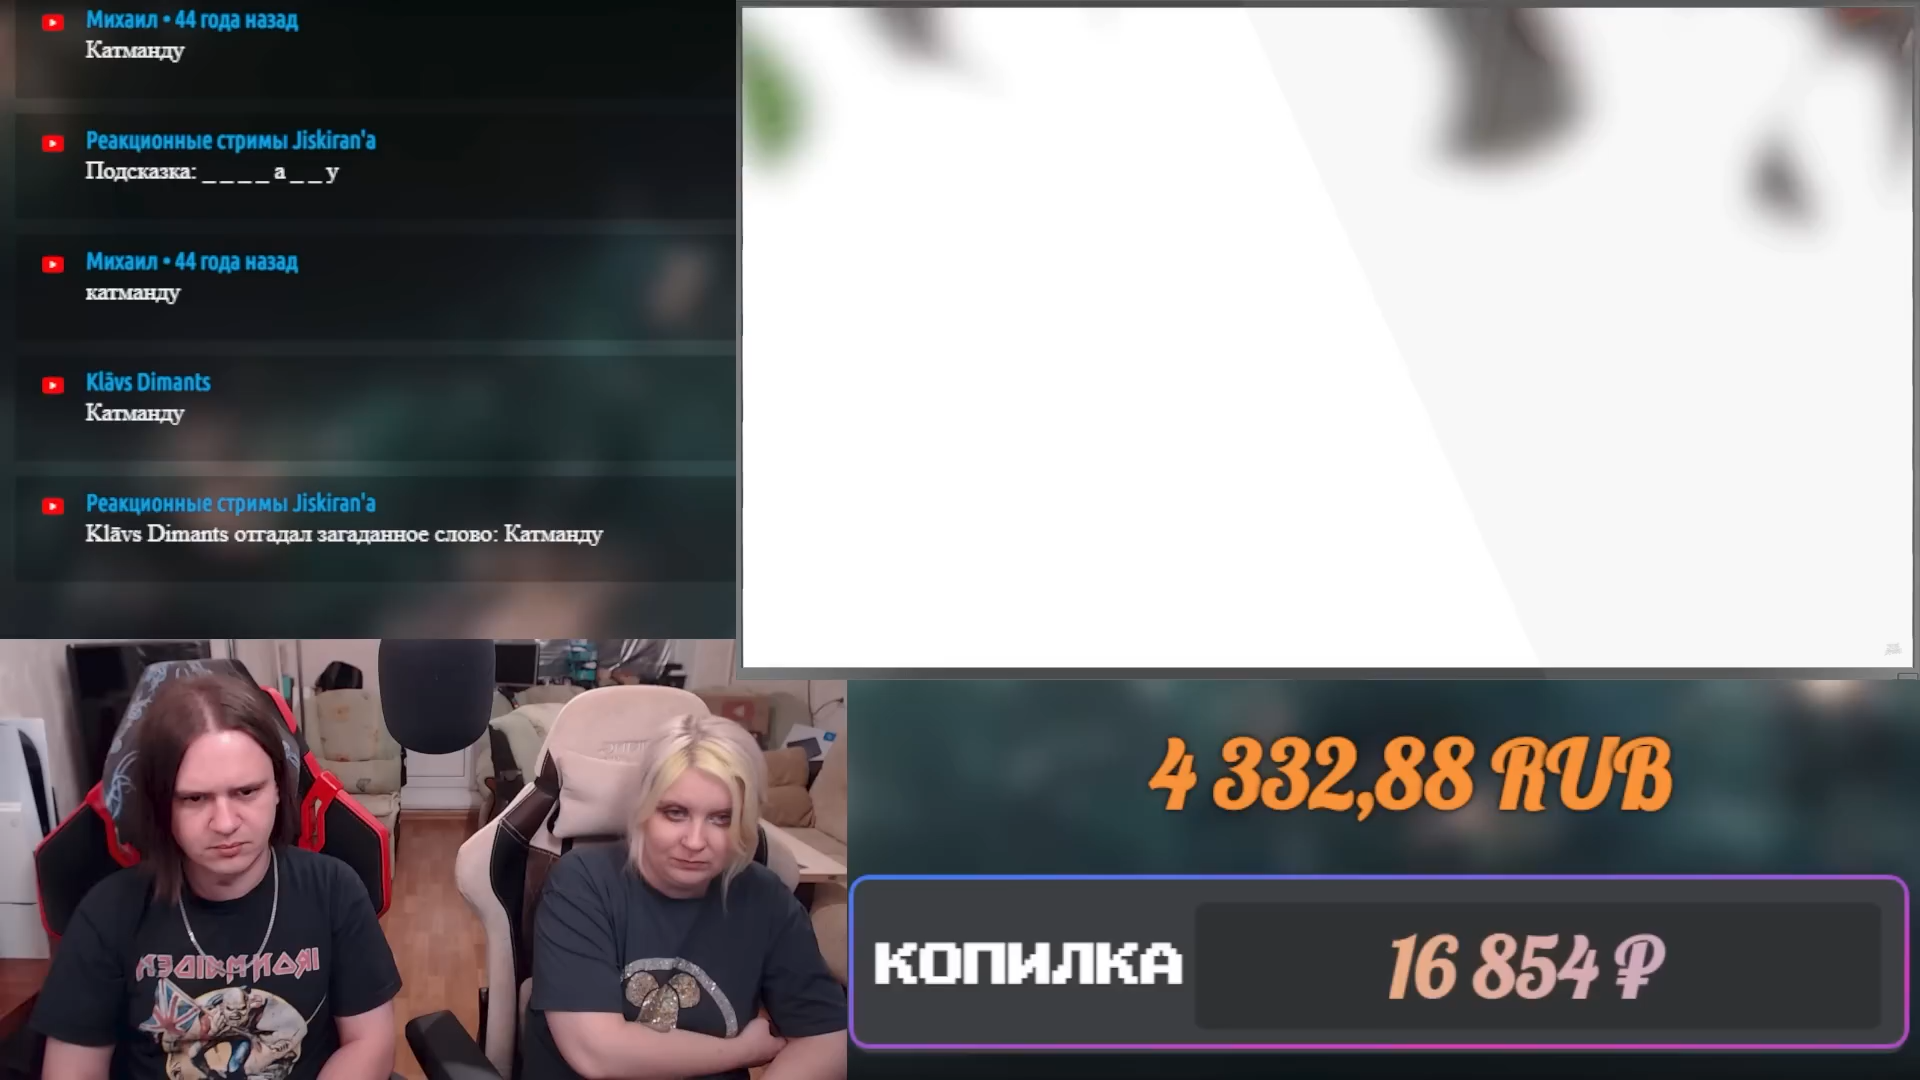 Михаил • 44 года назад
Катманду
Реакционные стримы Jiskiran'a
Подсказка: _ _ _ _ а _ _ у
Михаил • 44 года назад
катманду
Klāvs Dimants
Катманду
Реакционные стримы Jiskiran'a
Klāvs Dimants отгадал загаданное слово: Катманду
4 332,88 RUB
КОПИЛКА
16 854 ₽